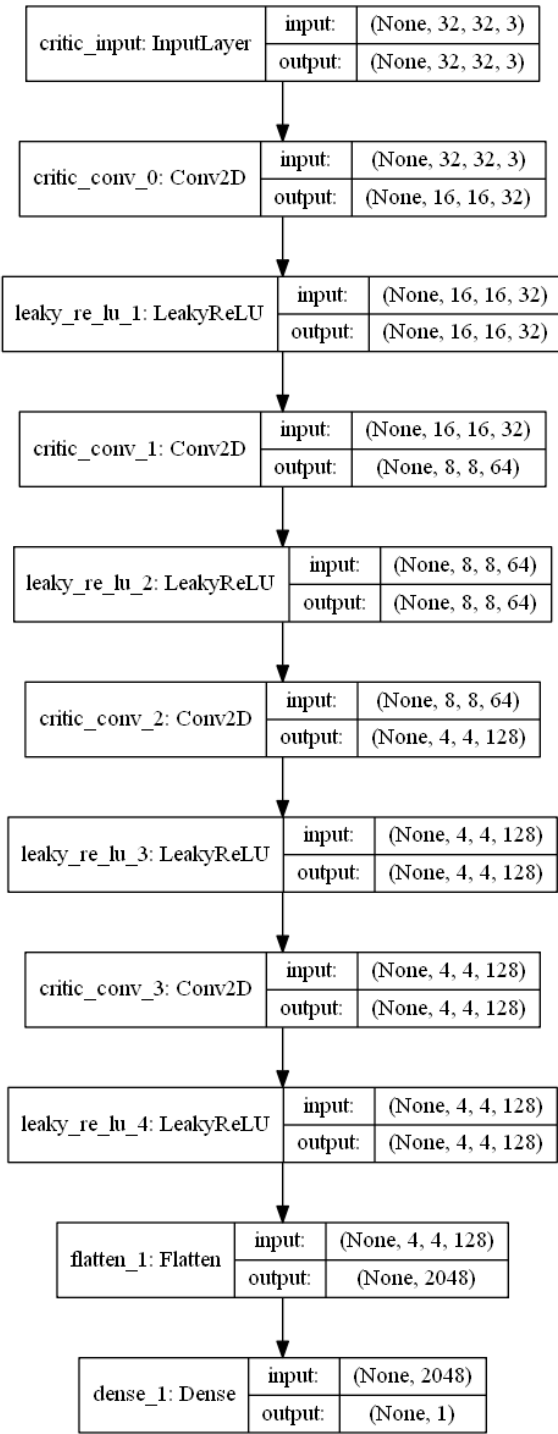 critic_input: InputLayer
input: (None, 32, 32, 3)
output: (None, 32, 32, 3)
critic_conv_0: Conv2D
input: (None, 32, 32, 3)
output: (None, 16, 16, 32)
leaky_re_lu_1: LeakyReLU
input: (None, 16, 16, 32)
output: (None, 16, 16, 32)
critic_conv_1: Conv2D
input: (None, 16, 16, 32)
output: (None, 8, 8, 64)
leaky_re_lu_2: LeakyReLU
input: (None, 8, 8, 64)
output: (None, 8, 8, 64)
critic_conv_2: Conv2D
input: (None, 8, 8, 64)
output: (None, 4, 4, 128)
leaky_re_lu_3: LeakyReLU
input: (None, 4, 4, 128)
output: (None, 4, 4, 128)
critic_conv_3: Conv2D
input: (None, 4, 4, 128)
output: (None, 4, 4, 128)
leaky_re_lu_4: LeakyReLU
input: (None, 4, 4, 128)
output: (None, 4, 4, 128)
flatten_1: Flatten
input: (None, 4, 4, 128)
output: (None, 2048)
dense_1: Dense
input: (None, 2048)
output: (None, 1)